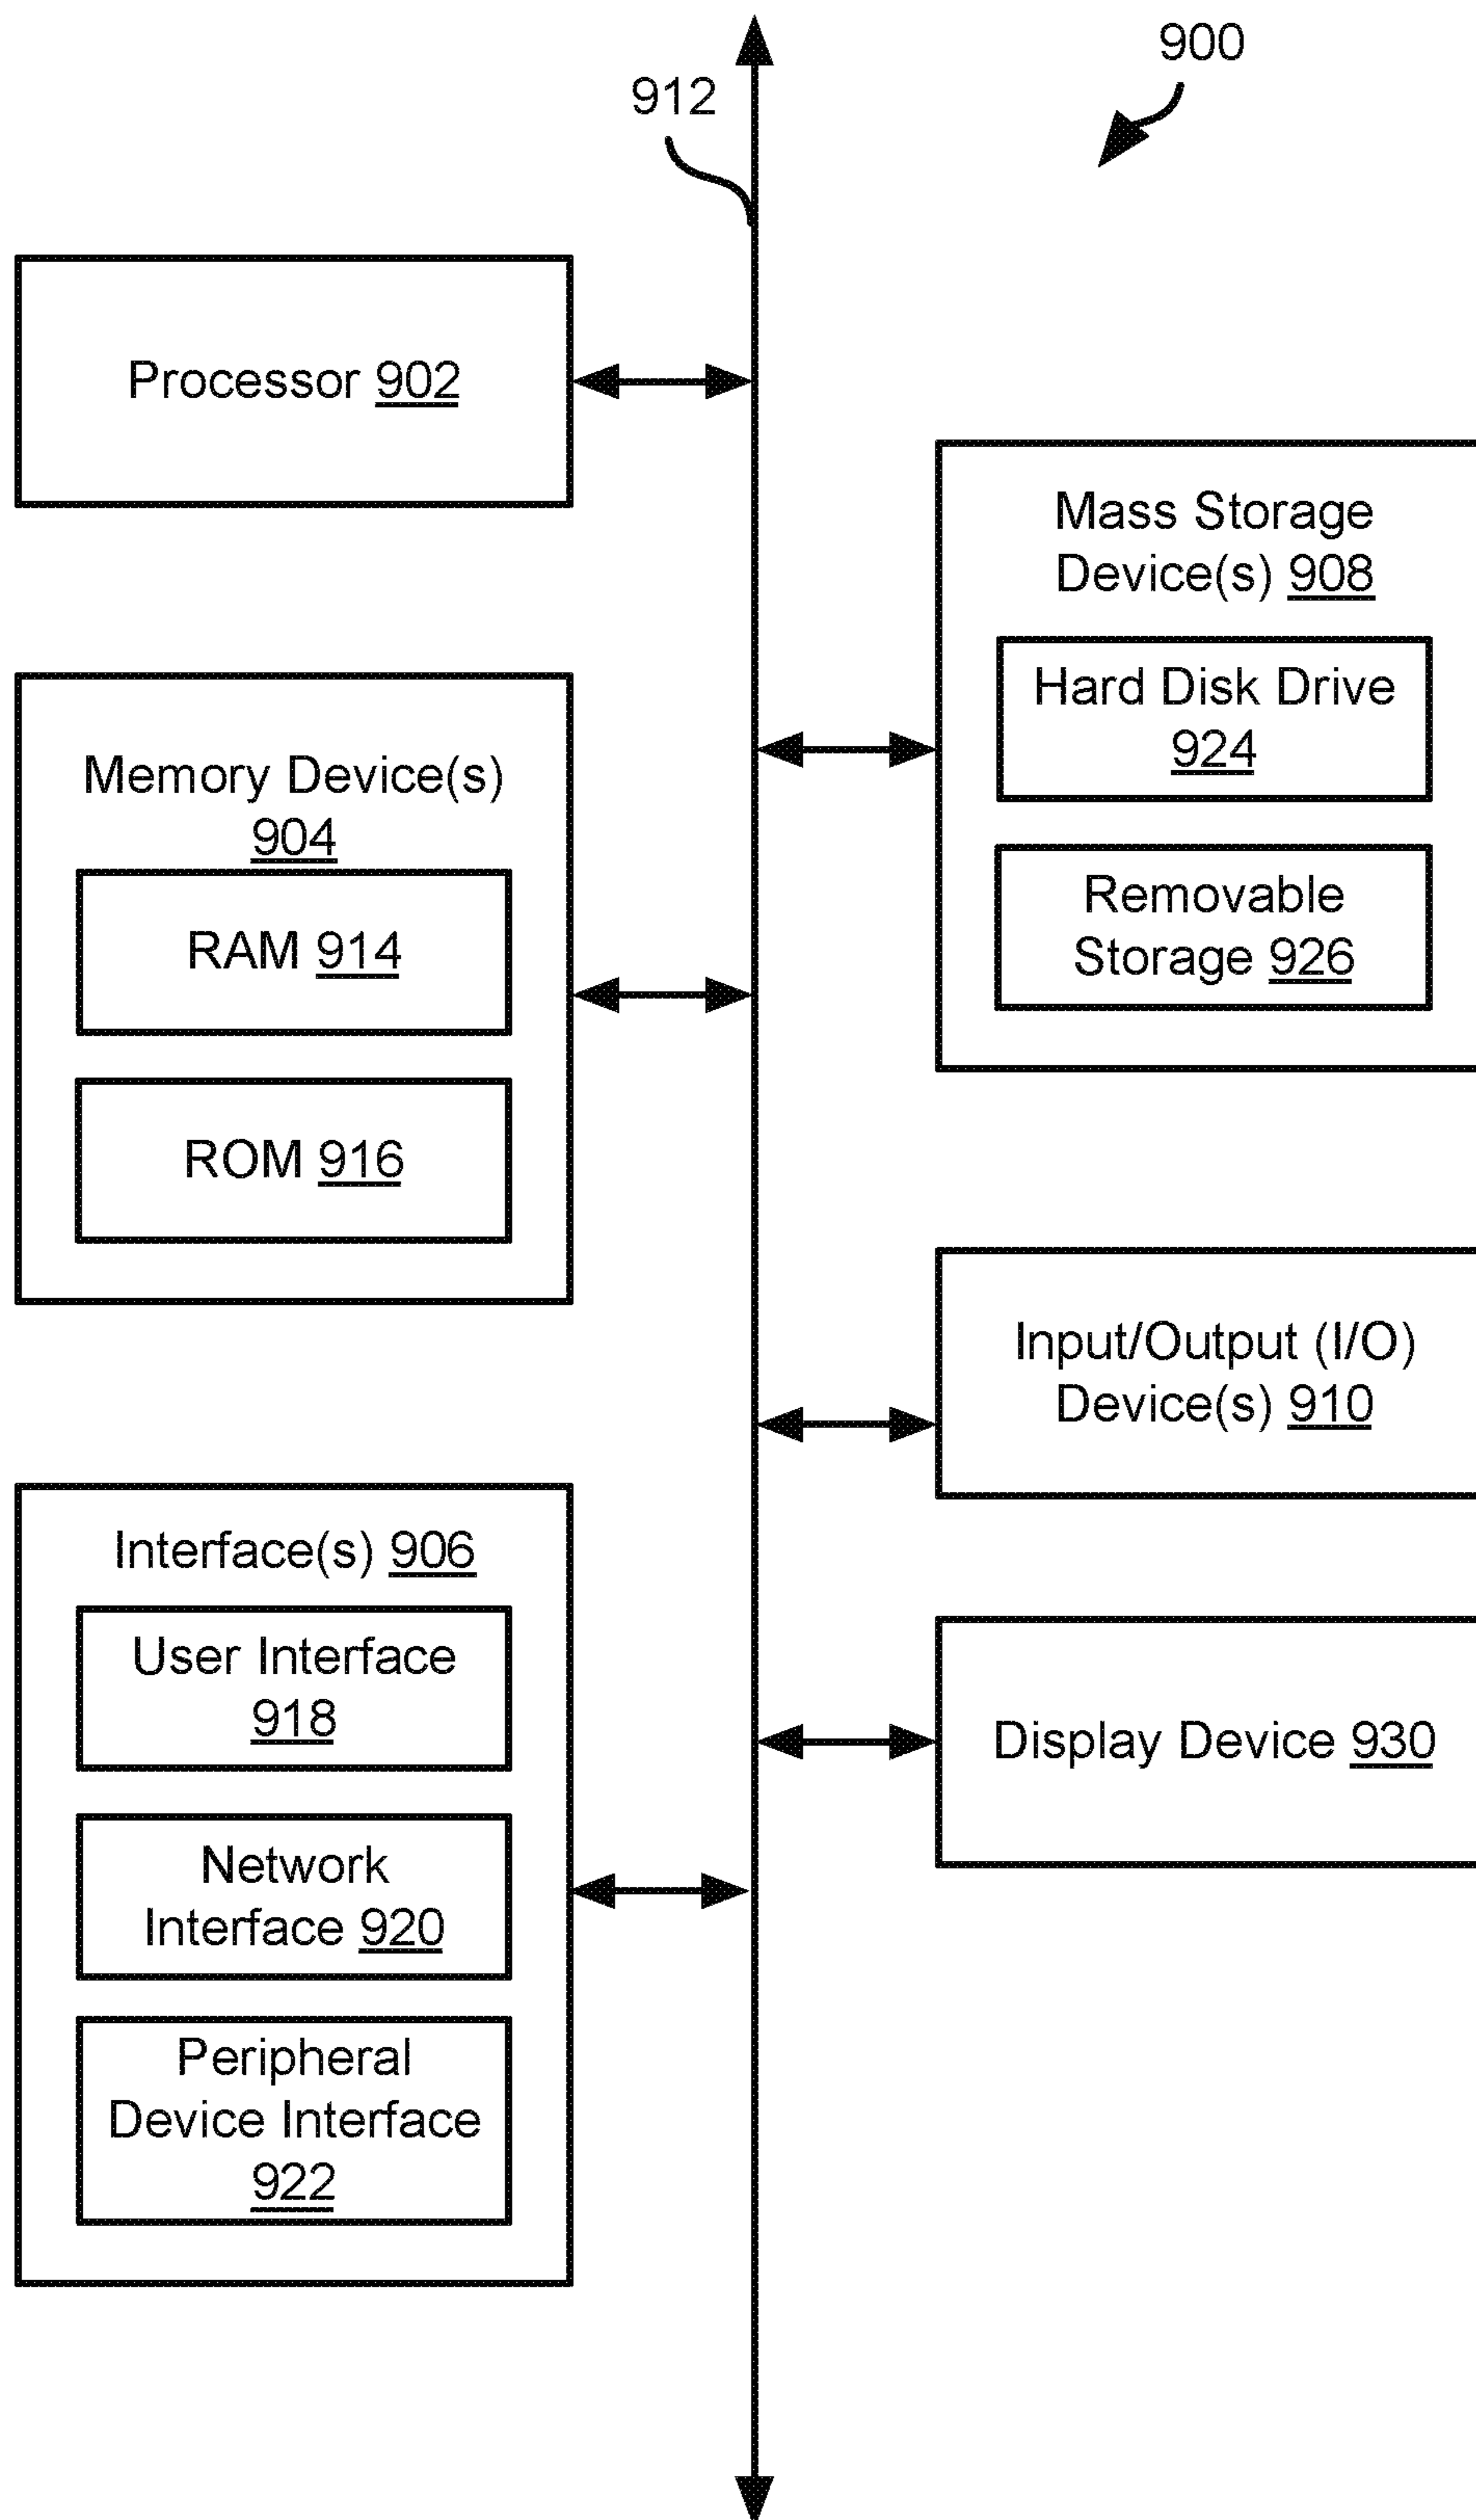 900
912
Processor 902
Mass Storage
Device(s) 908
Hard Disk Drive
924
Removable
Storage 926
Memory Device(s)
904
RAM 914
ROM 916
Input/Output (I/O)
Device(s) 910
Interface(s) 906
User Interface
918
Network
Interface 920
Peripheral
Device Interface
922
Display Device 930